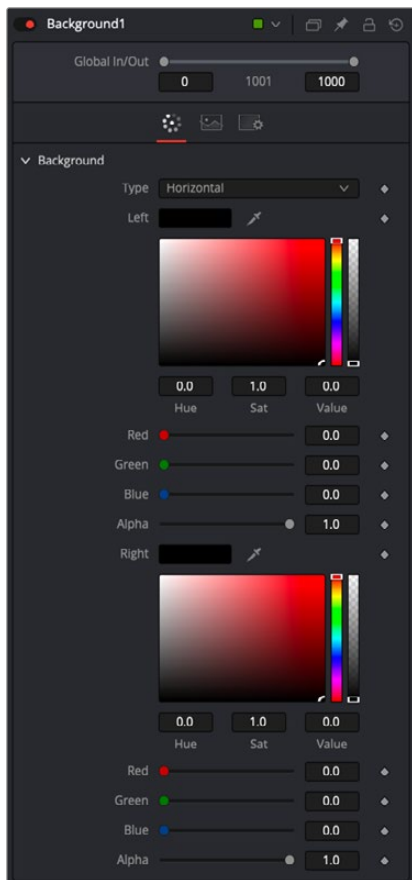 Background1
Global In/Out
0 1001 1000
Background
Type Horizontal
Left
0.0 1.0 0.0
Hue Sat Value
Red 0.0
Green 0.0
Blue 0.0
Alpha 1.0
Right
0.0 1.0 0.0
Hue Sat Value
Red 0.0
Green 0.0
Blue 0.0
Alpha 1.0